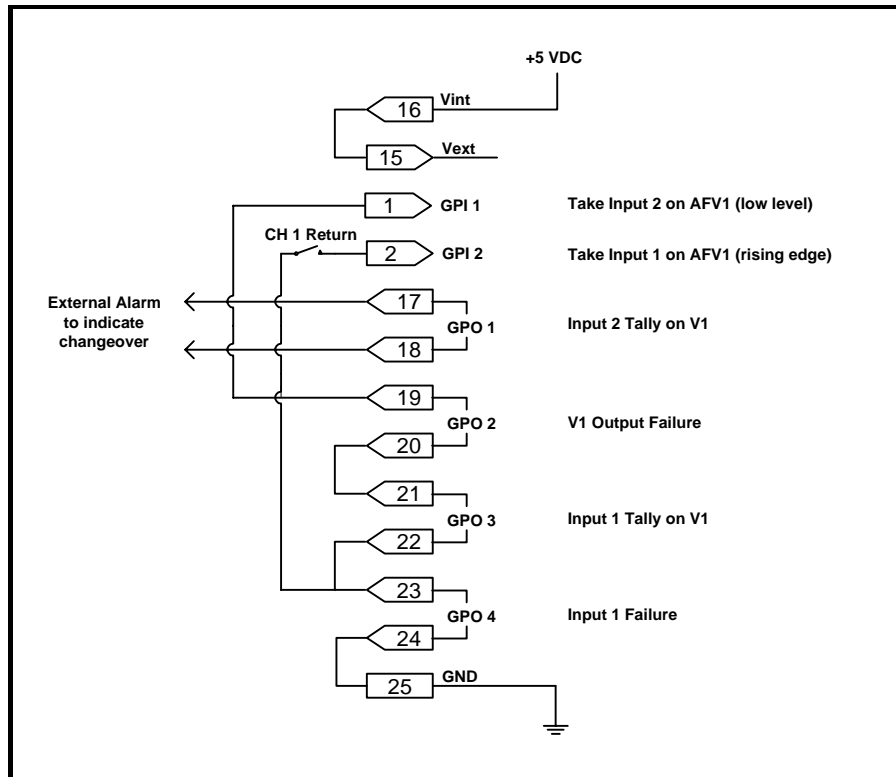 +5 VDC
16 Vint
15 Vext
1 GPI 1 Take Input 2 on AFV1 (low level)
CH 1 Return
2 GPI 2 Take Input 1 on AFV1 (rising edge)
External Alarm
to indicate
changeover
17
GPO 1 Input 2 Tally on V1
18
19
GPO 2 V1 Output Failure
20
21
GPO 3 Input 1 Tally on V1
22
23
GPO 4 Input 1 Failure
24
25 GND